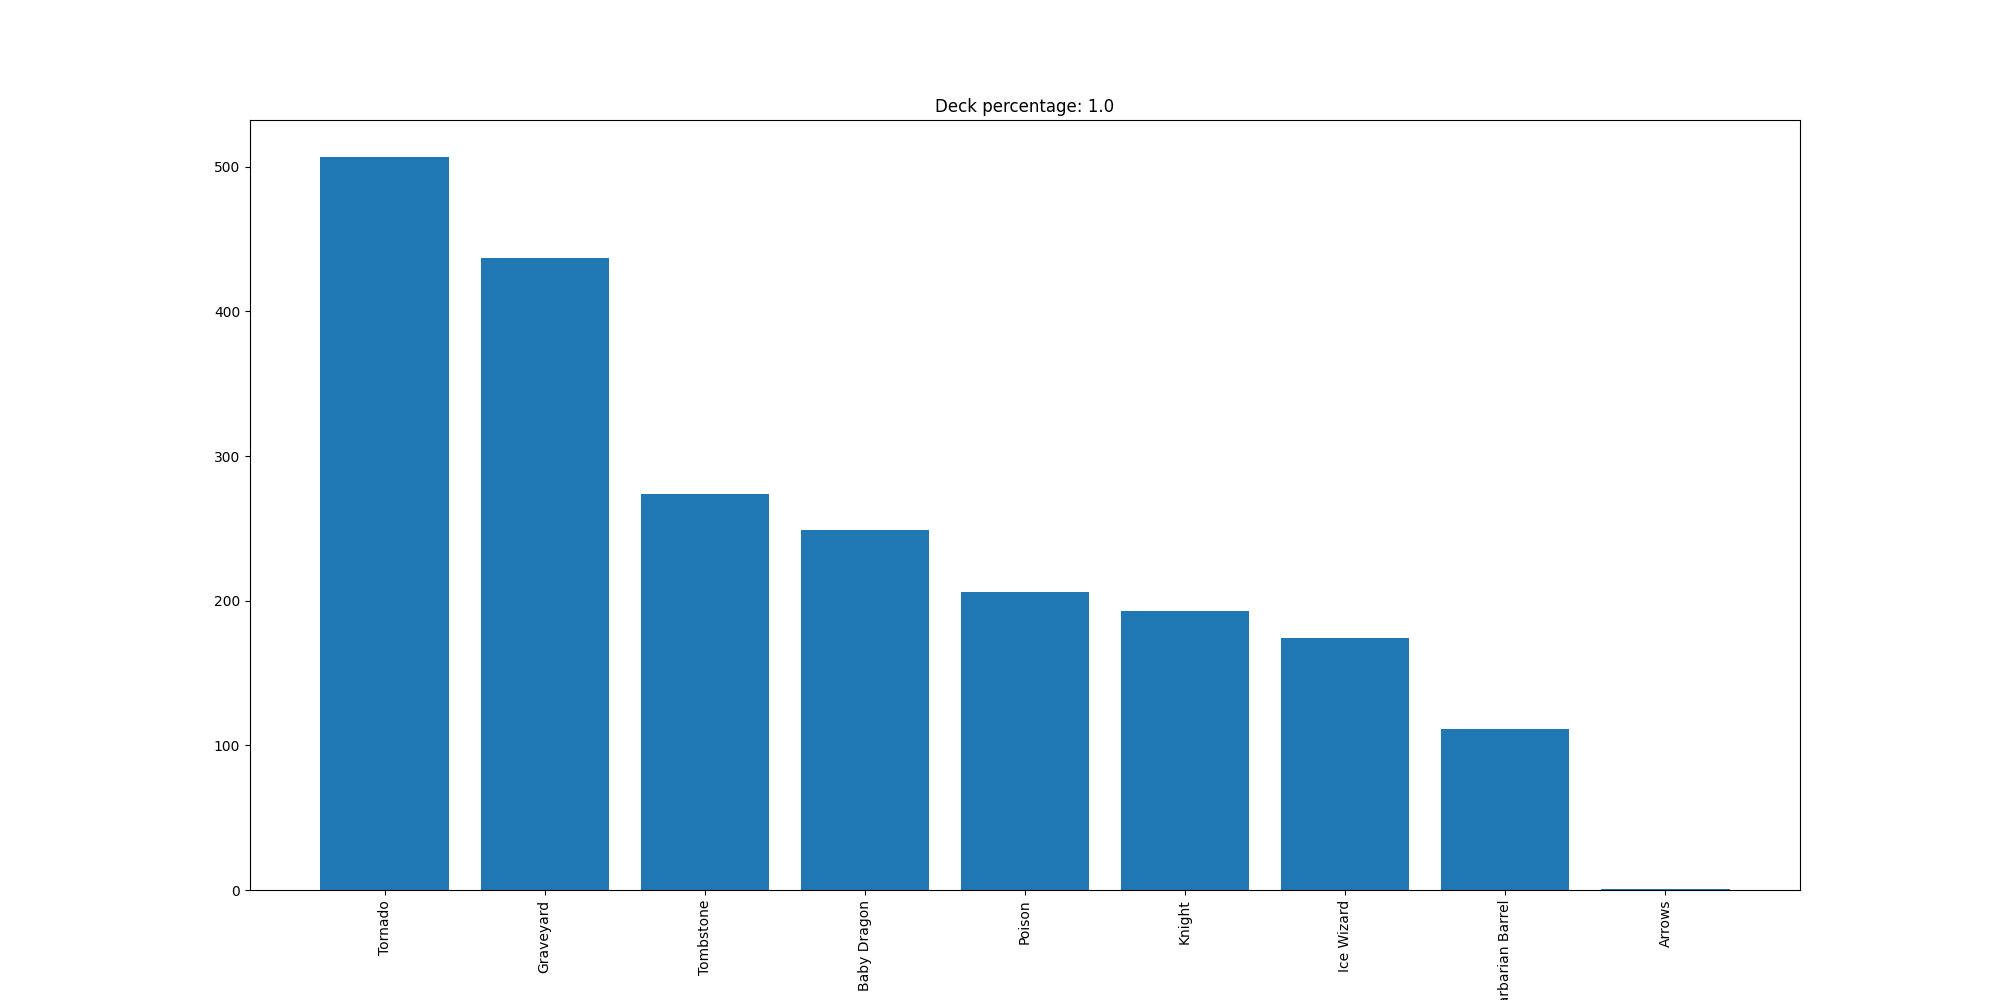 Deck percentage: 1.0
500
400
300
200
100
0
Tornado
Graveyard
Tombstone
Baby Dragon
Poison
Knight
Ice Wizard
arbarian Barrel
Arrows